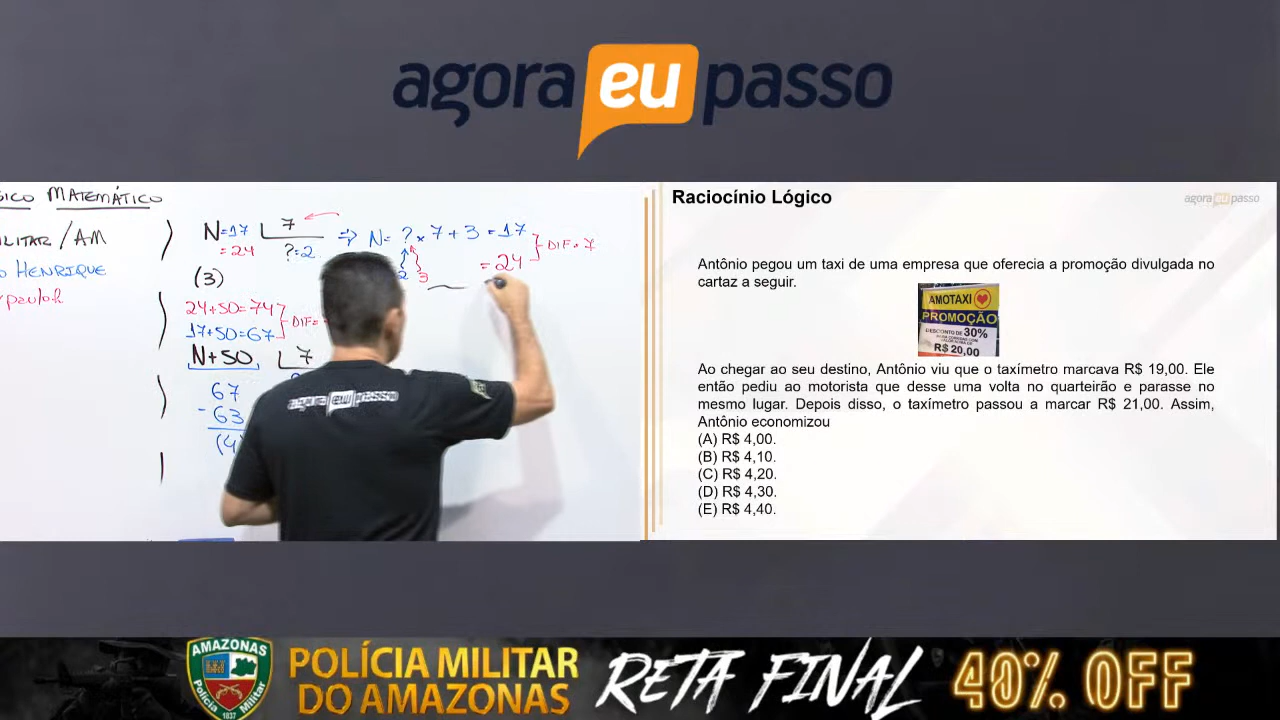 agora eu passo
GICO MATEMÁTICO
ILITAR / AM
O HENRIQUE
N=17 7
=24 ?=2
(3)
=> N= ? x 7 + 3 = 17
= 24
DIF = 7
2 3
24+50=74
17+50=67
DIF=
N+50 7
67
-63
(4
agora eu passo
Raciocínio Lógico
agora eu passo
Antônio pegou um taxi de uma empresa que oferecia a promoção divulgada no
cartaz a seguir.
AMOTAXI
PROMOÇÃO
DESCONTO DE 30%
R$ 20,00
Ao chegar ao seu destino, Antônio viu que o taxímetro marcava R$ 19,00. Ele
então pediu ao motorista que desse uma volta no quarteirão e parasse no
mesmo lugar. Depois disso, o taxímetro passou a marcar R$ 21,00. Assim,
Antônio economizou
(A) R$ 4,00.
(B) R$ 4,10.
(C) R$ 4,20.
(D) R$ 4,30.
(E) R$ 4,40.
AMAZONAS
Polícia Militar
1837
POLÍCIA MILITAR
DO AMAZONAS
RETA FINAL
40% OFF